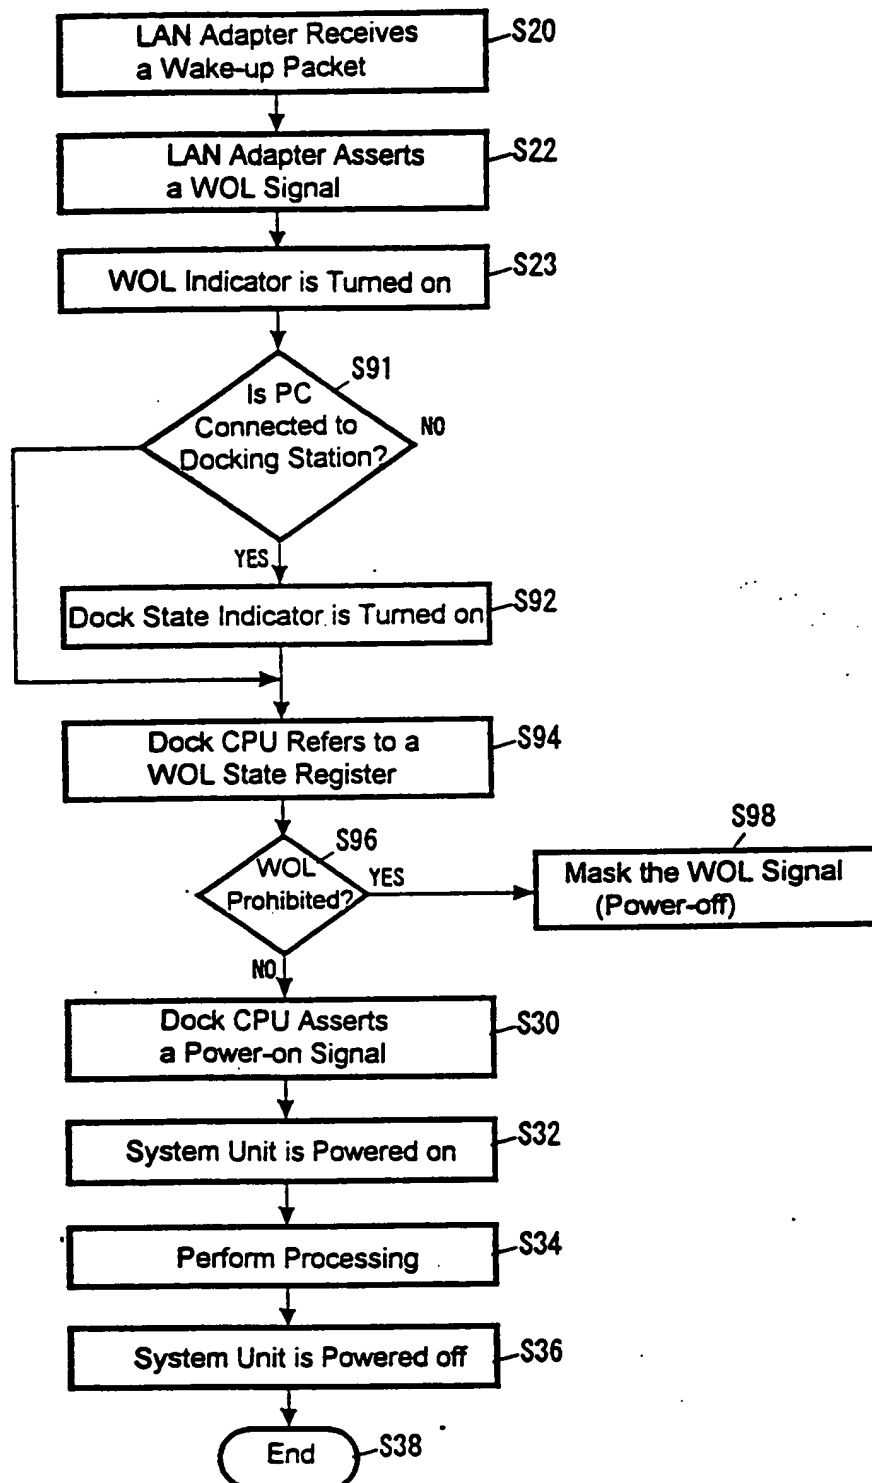 LAN Adapter Receives
a Wake-up Packet
S20
LAN Adapter Asserts
a WOL Signal
S22
WOL Indicator is Turned on
S23
S91
Is PC
Connected to
Docking Station?
NO
YES
Dock State Indicator is Turned on
S92
Dock CPU Refers to a
WOL State Register
S94
S96
WOL
Prohibited?
YES
S98
Mask the WOL Signal
(Power-off)
NO
Dock CPU Asserts
a Power-on Signal
S30
System Unit is Powered on
S32
Perform Processing
S34
System Unit is Powered off
S36
End
S38